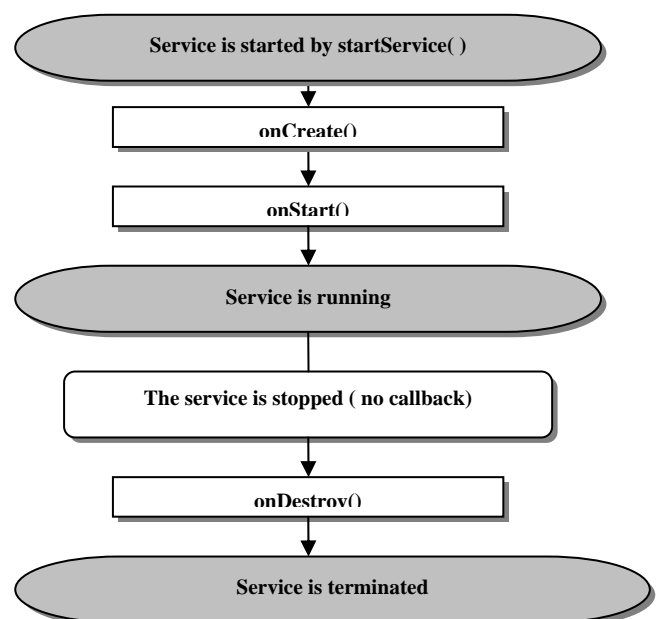 Service is started by startService( )
onCreate()
onStart()
Service is running
The service is stopped ( no callback)
onDestroy()
Service is terminated